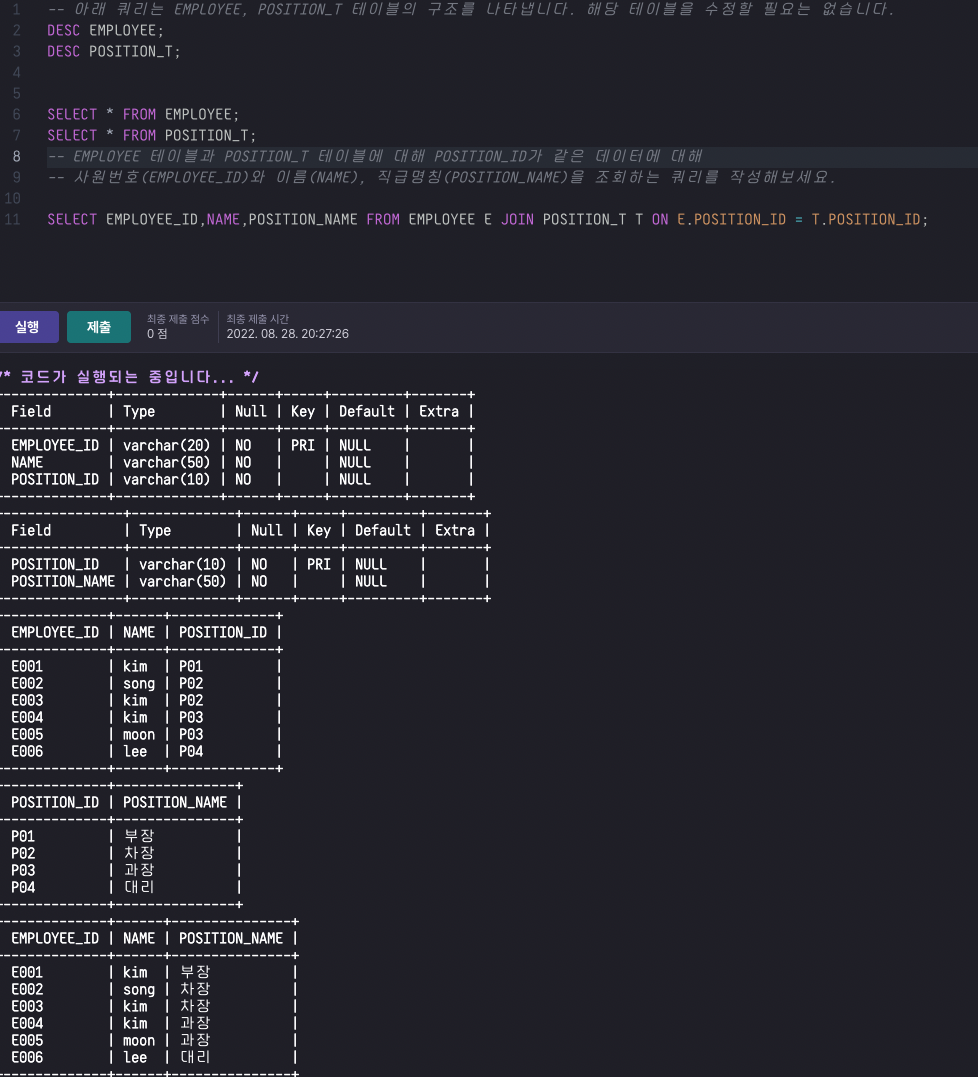 1 -- 아래 쿼리는 EMPLOYEE, POSITION_T 테이블의 구조를 나타냅니다. 해당 테이블을 수정할 필요는 없습니다.
2 DESC EMPLOYEE;
3 DESC POSITION_T;
4
5
6 SELECT * FROM EMPLOYEE;
7 SELECT * FROM POSITION_T;
8 -- EMPLOYEE 테이블과 POSITION_T 테이블에 대해 POSITION_ID가 같은 데이터에 대해
9 -- 사원번호(EMPLOYEE_ID)와 이름(NAME), 직급명칭(POSITION_NAME)을 조회하는 쿼리를 작성해보세요.
10
11 SELECT EMPLOYEE_ID,NAME,POSITION_NAME FROM EMPLOYEE E JOIN POSITION_T T ON E.POSITION_ID = T.POSITION_ID;
실행 제출 최종 제출 점수 최종 제출 시간
0 점 2022. 08. 28. 20:27:26
/* 코드가 실행되는 중입니다... */
-------------+-------------+------+-----+---------+-------+
Field | Type | Null | Key | Default | Extra |
-------------+-------------+------+-----+---------+-------+
EMPLOYEE_ID | varchar(20) | NO | PRI | NULL | |
NAME | varchar(50) | NO | | NULL | |
POSITION_ID | varchar(10) | NO | | NULL | |
-------------+-------------+------+-----+---------+-------+
---------------+-------------+------+-----+---------+-------+
Field | Type | Null | Key | Default | Extra |
---------------+-------------+------+-----+---------+-------+
POSITION_ID | varchar(10) | NO | PRI | NULL | |
POSITION_NAME | varchar(50) | NO | | NULL | |
---------------+-------------+------+-----+---------+-------+
-------------+------+-------------+
EMPLOYEE_ID | NAME | POSITION_ID |
-------------+------+-------------+
E001 | kim | P01 |
E002 | song | P02 |
E003 | kim | P02 |
E004 | kim | P03 |
E005 | moon | P03 |
E006 | lee | P04 |
-------------+------+-------------+
-------------+---------------+
POSITION_ID | POSITION_NAME |
-------------+---------------+
P01 | 부장 |
P02 | 차장 |
P03 | 과장 |
P04 | 대리 |
-------------+---------------+
-------------+------+---------------+
EMPLOYEE_ID | NAME | POSITION_NAME |
-------------+------+---------------+
E001 | kim | 부장 |
E002 | song | 차장 |
E003 | kim | 차장 |
E004 | kim | 과장 |
E005 | moon | 과장 |
E006 | lee | 대리 |
-------------+------+---------------+